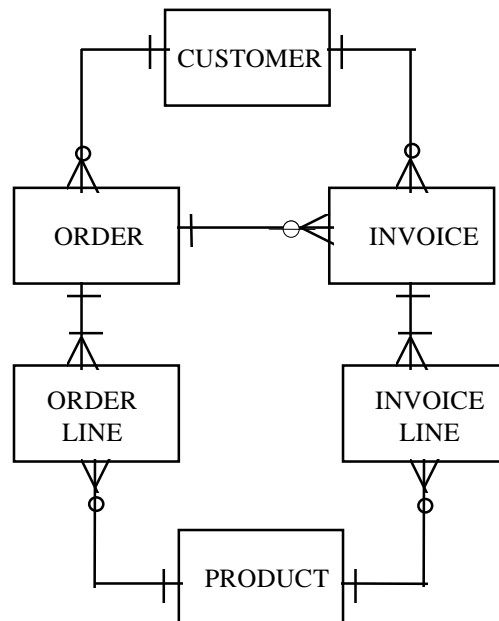 CUSTOMER
ORDER
INVOICE
ORDER
LINE
INVOICE
LINE
PRODUCT